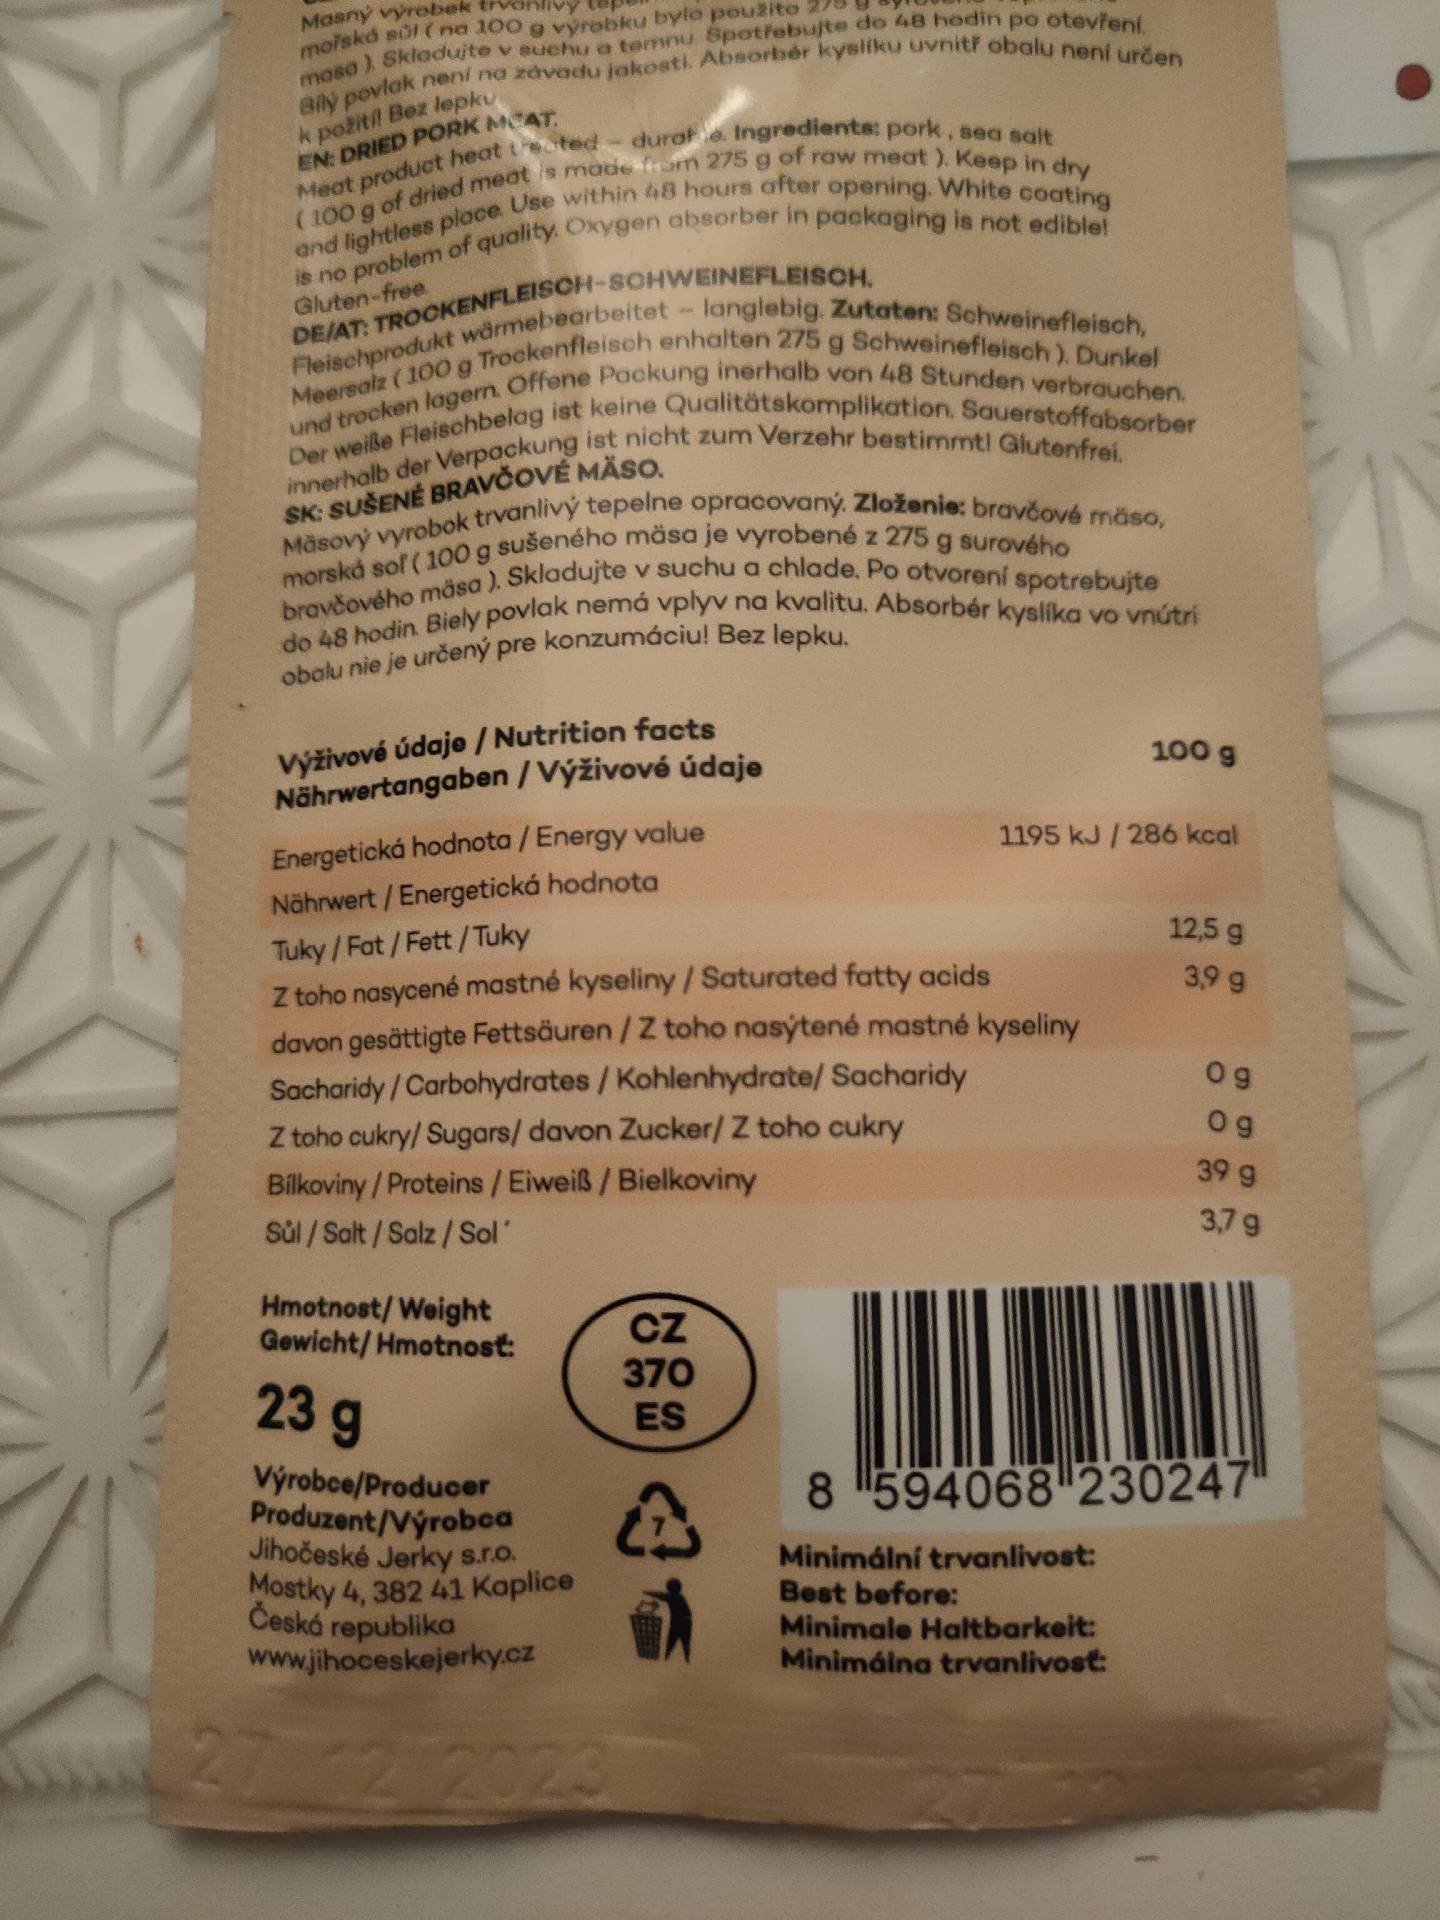 Masný výrobek trvanlivý
mořská sůl ( na 100 g výrobku bylo použito 275 g
masa ). Skladujte v suchu a temnu. Spotřebujte do 48 hodin po otevření.
Bílý povlak není na závadu jakosti. Absorbér kyslíku uvnitř obalu není určen
k požití! Bez lepku.
EN: DRIED PORK MEAT.
Meat product heat treated – durable. Ingredients: pork , sea salt
( 100 g of dried meat is made from 275 g of raw meat ). Keep in dry
and lightless place. Use within 48 hours after opening. White coating
is no problem of quality. Oxygen absorber in packaging is not edible!
Gluten-free.
DE/AT: TROCKENFLEISCH-SCHWEINEFLEISCH.
Fleischprodukt wärmebearbeitet – langlebig. Zutaten: Schweinefleisch,
Meersalz ( 100 g Trockenfleisch enhalten 275 g Schweinefleisch ). Dunkel
und trocken lagern. Offene Packung inerhalb von 48 Stunden verbrauchen.
Der weiße Fleischbelag ist keine Qualitätskomplikation. Sauerstoffabsorber
innerhalb der Verpackung ist nicht zum Verzehr bestimmt! Glutenfrei.
SK: SUŠENÉ BRAVČOVÉ MÄSO.
Mäsový vyrobok trvanlivý tepelne opracovaný. Zloženie: bravčové mäso,
morská soľ ( 100 g sušeného mäsa je vyrobené z 275 g surového
bravčového mäsa ). Skladujte v suchu a chlade. Po otvorení spotrebujte
do 48 hodin. Biely povlak nemá vplyv na kvalitu. Absorbér kyslíka vo vnútri
obalu nie je určený pre konzumáciu! Bez lepku.
Výživové údaje / Nutrition facts
Nährwertangaben / Výživové údaje 100 g
Energetická hodnota / Energy value 1195 kJ / 286 kcal
Nährwert / Energetická hodnota
Tuky / Fat / Fett / Tuky 12,5 g
Z toho nasycené mastné kyseliny / Saturated fatty acids 3,9 g
davon gesättigte Fettsäuren / Z toho nasýtené mastné kyseliny
Sacharidy / Carbohydrates / Kohlenhydrate/ Sacharidy 0 g
Z toho cukry/ Sugars/ davon Zucker/ Z toho cukry 0 g
Bílkoviny / Proteins / Eiweiß / Bielkoviny 39 g
Sůl / Salt / Salz / Sol´ 3,7 g
Hmotnost/ Weight
Gewicht/ Hmotnosť:
23 g
CZ
370
ES
Výrobce/Producer
Produzent/Výrobca
Jihočeské Jerky s.r.o.
Mostky 4, 382 41 Kaplice
Česká republika
www.jihoceskejerky.cz
7
8 594068 230247
Minimální trvanlivost:
Best before:
Minimale Haltbarkeit:
Minimálna trvanlivosť:
27 12 2023
27 12